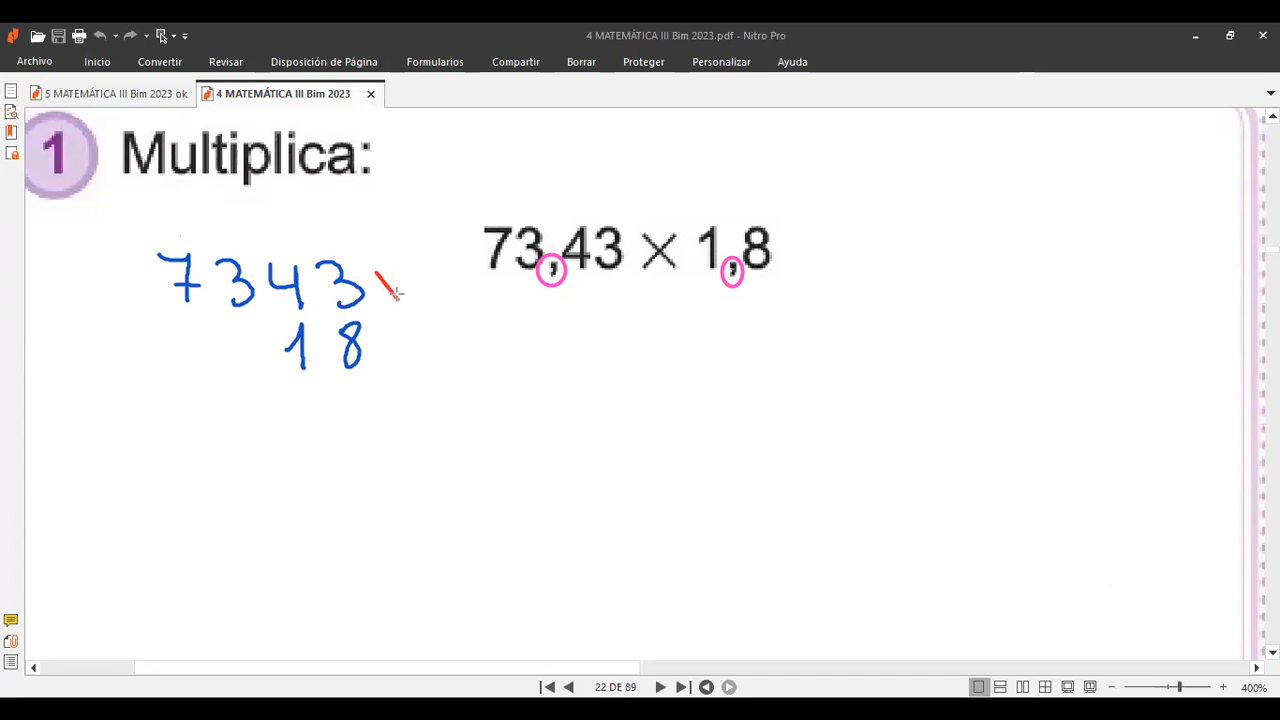 4 MATEMÁTICA III Bim 2023.pdf - Nitro Pro
Archivo Inicio Convertir Revisar Disposición de Página Formularios Compartir Borrar Proteger Personalizar Ayuda
5 MATEMÁTICA III Bim 2023 ok 4 MATEMÁTICA III Bim 2023
1 Multiplica:
73,43 × 1,8
7343
18
22 DE 89
400%